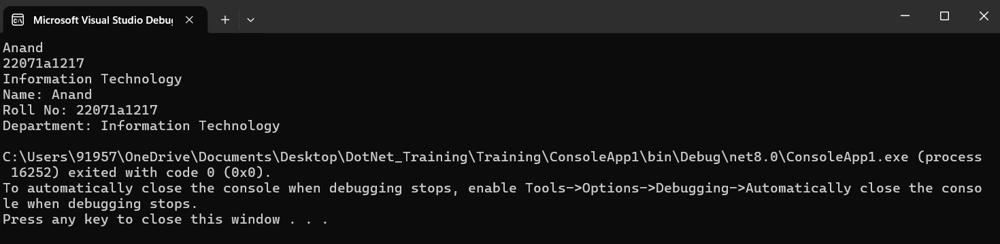 Microsoft Visual Studio Debug
Anand
22071a1217
Information Technology
Name: Anand
Roll No: 22071a1217
Department: Information Technology
C:\Users\91957\OneDrive\Documents\Desktop\DotNet_Training\Training\ConsoleApp1\bin\Debug\net8.0\ConsoleApp1.exe (process
 16252) exited with code 0 (0x0).
To automatically close the console when debugging stops, enable Tools->Options->Debugging->Automatically close the conso
le when debugging stops.
Press any key to close this window . . .